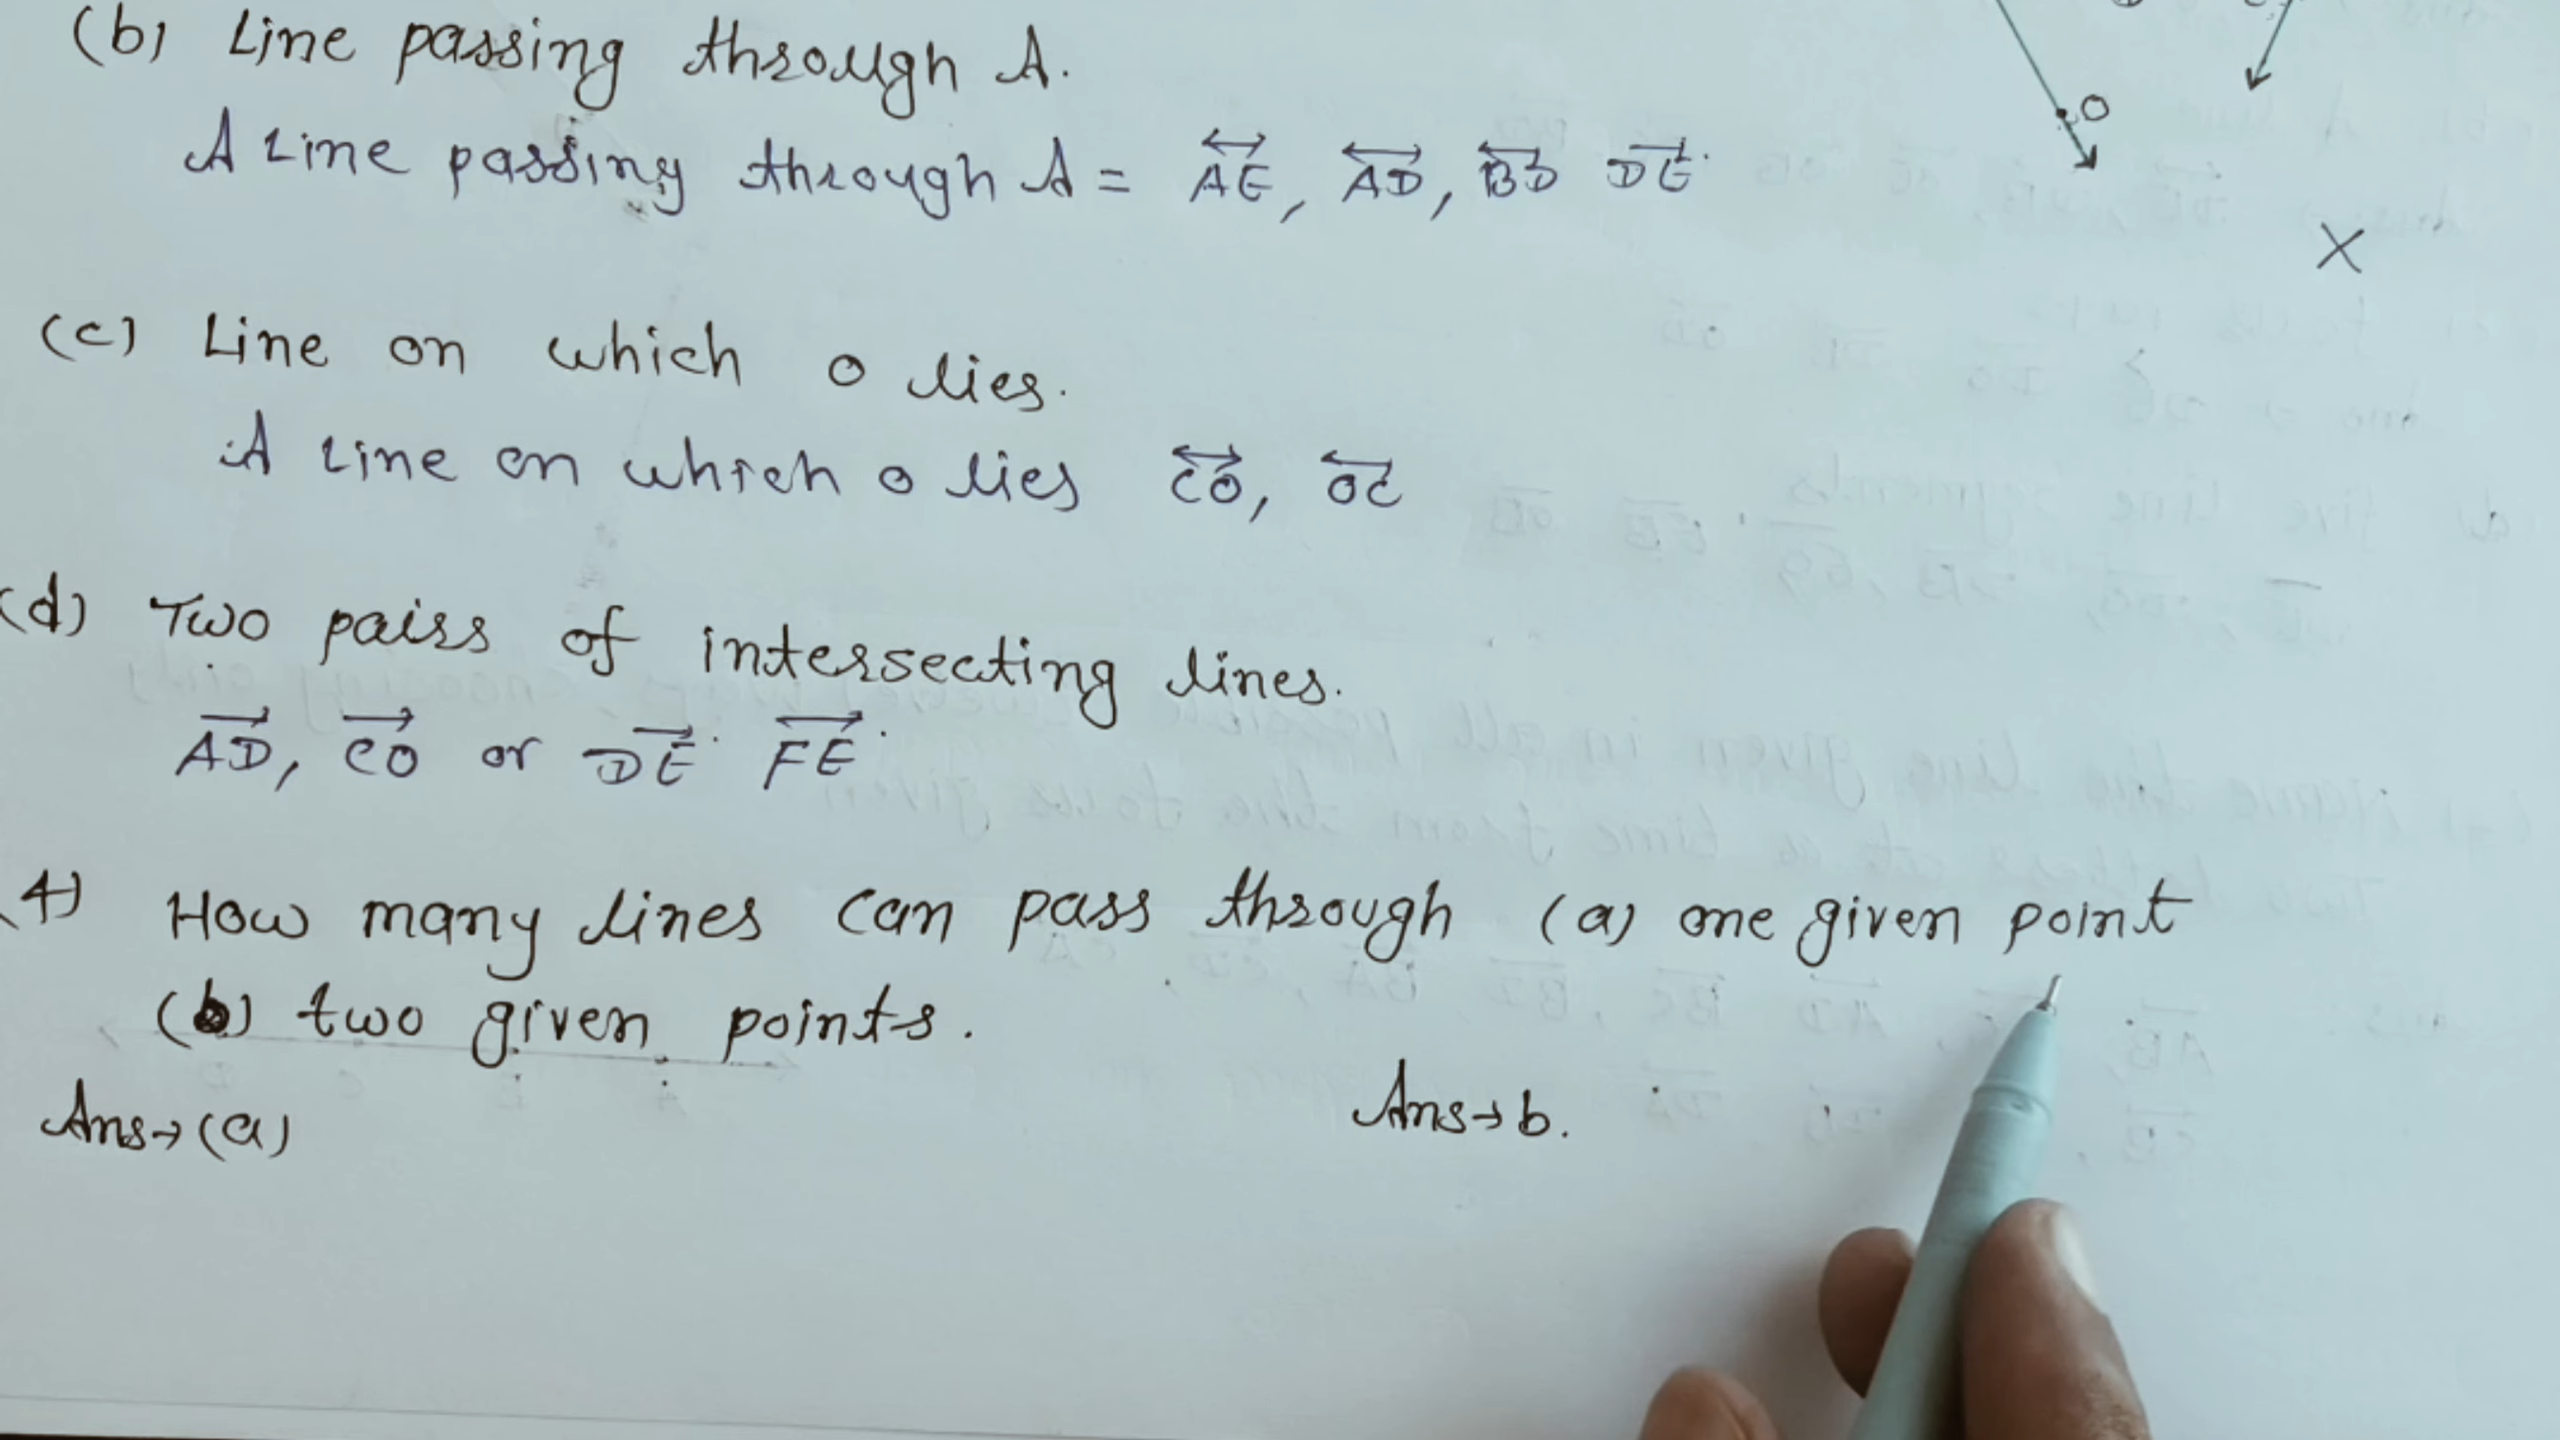 (b) Line passing through A.
A Line passing through A = AE, AD, BD DE
O
X
(c) Line on which o lies.
A Line on which o lies CO, OC
(d) Two pairs of intersecting lines.
AD, CO or DE FE
4) How many lines can pass through (a) one given point
(b) two given points.
Ans→(a)
Ans→b.